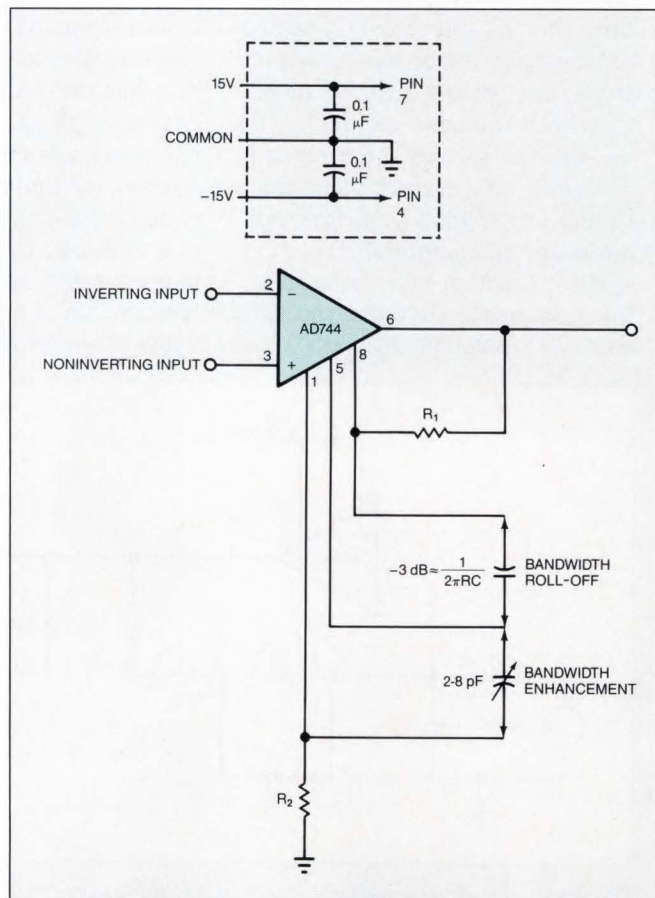 15V
PIN
7
0.1
µF
COMMON
0.1
µF
–15V
PIN
4
INVERTING INPUT
2
–
AD744
6
NONINVERTING INPUT
3
+
8
5
1
R₁
–3 dB ≈ 1/2πRC
BANDWIDTH
ROLL-OFF
2-8 pF
BANDWIDTH
ENHANCEMENT
R₂